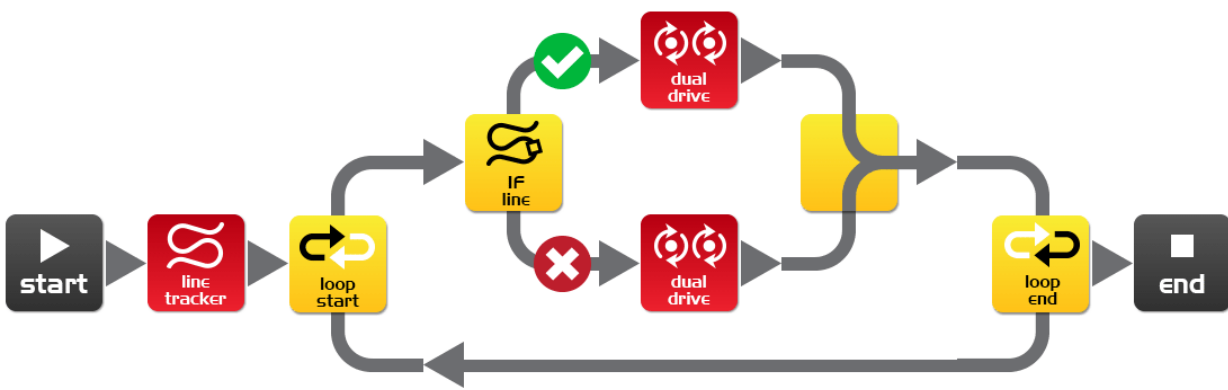 dual
drive
IF
line
start
line
tracker
loop
start
dual
drive
loop
end
end